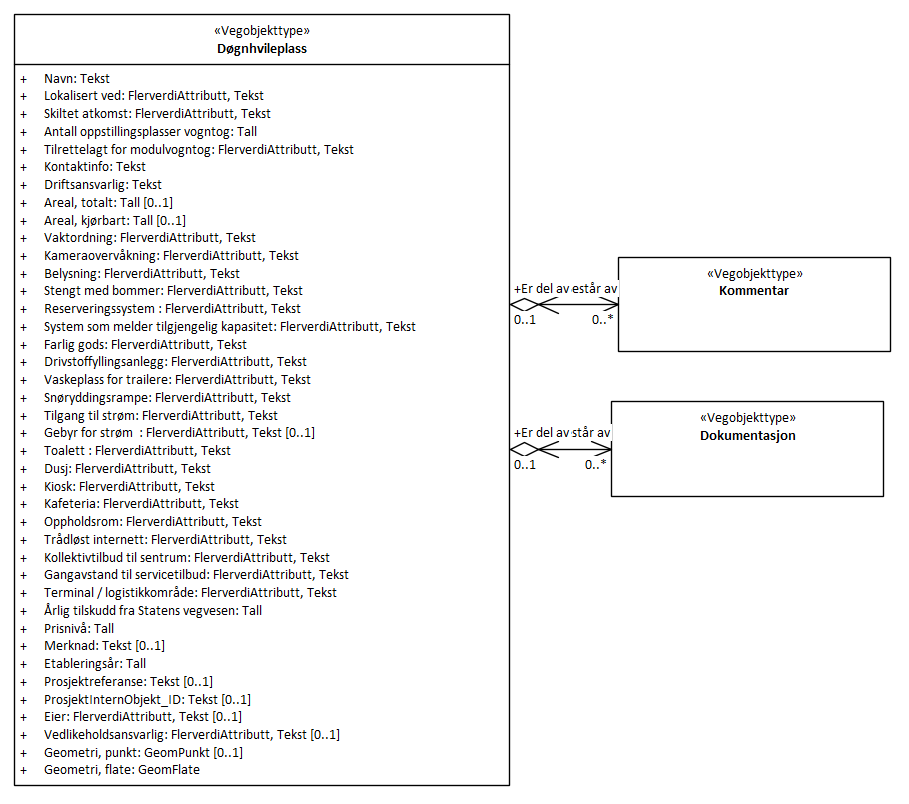 «Vegobjekttype»
Døgnhvileplass
+ Navn: Tekst
+ Lokalisert ved: FlerverdiAttributt, Tekst
+ Skiltet atkomst: FlerverdiAttributt, Tekst
+ Antall oppstillingsplasser vogntog: Tall
+ Tilrettelagt for modulvogntog: FlerverdiAttributt, Tekst
+ Kontaktinfo: Tekst
+ Driftsansvarlig: Tekst
+ Areal, totalt: Tall [0..1]
+ Areal, kjørbart: Tall [0..1]
+ Vaktordning: FlerverdiAttributt, Tekst
+ Kameraovervåkning: FlerverdiAttributt, Tekst
+ Belysning: FlerverdiAttributt, Tekst
+ Stengt med bommer: FlerverdiAttributt, Tekst
+ Reserveringssystem : FlerverdiAttributt, Tekst
+ System som melder tilgjengelig kapasitet: FlerverdiAttributt, Tekst
+ Farlig gods: FlerverdiAttributt, Tekst
+ Drivstoffyllingsanlegg: FlerverdiAttributt, Tekst
+ Vaskeplass for trailere: FlerverdiAttributt, Tekst
+ Snøryddingsrampe: FlerverdiAttributt, Tekst
+ Tilgang til strøm: FlerverdiAttributt, Tekst
+ Gebyr for strøm : FlerverdiAttributt, Tekst [0..1]
+ Toalett : FlerverdiAttributt, Tekst
+ Dusj: FlerverdiAttributt, Tekst
+ Kiosk: FlerverdiAttributt, Tekst
+ Kafeteria: FlerverdiAttributt, Tekst
+ Oppholdsrom: FlerverdiAttributt, Tekst
+ Trådløst internett: FlerverdiAttributt, Tekst
+ Kollektivtilbud til sentrum: FlerverdiAttributt, Tekst
+ Gangavstand til servicetilbud: FlerverdiAttributt, Tekst
+ Terminal / logistikkområde: FlerverdiAttributt, Tekst
+ Årlig tilskudd fra Statens vegvesen: Tall
+ Prisnivå: Tall
+ Merknad: Tekst [0..1]
+ Etableringsår: Tall
+ Prosjektreferanse: Tekst [0..1]
+ ProsjektInternObjekt_ID: Tekst [0..1]
+ Eier: FlerverdiAttributt, Tekst [0..1]
+ Vedlikeholdsansvarlig: FlerverdiAttributt, Tekst [0..1]
+ Geometri, punkt: GeomPunkt [0..1]
+ Geometri, flate: GeomFlate
+Er del av estår av
0..1 0..*
«Vegobjekttype»
Kommentar
+Er del av står av
0..1 0..*
«Vegobjekttype»
Dokumentasjon